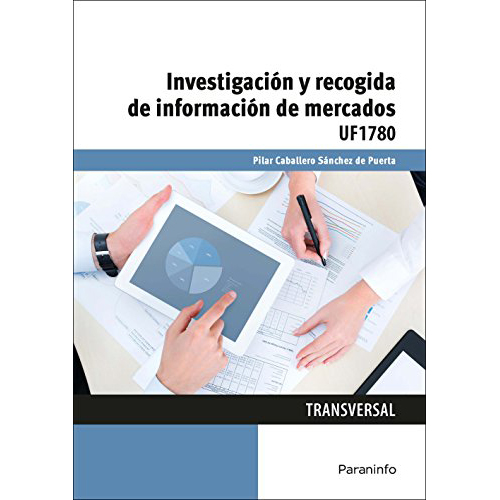 Investigación y recogida
de información de mercados
UF1780
Pilar Caballero Sánchez de Puerta
TRANSVERSAL
Paraninfo